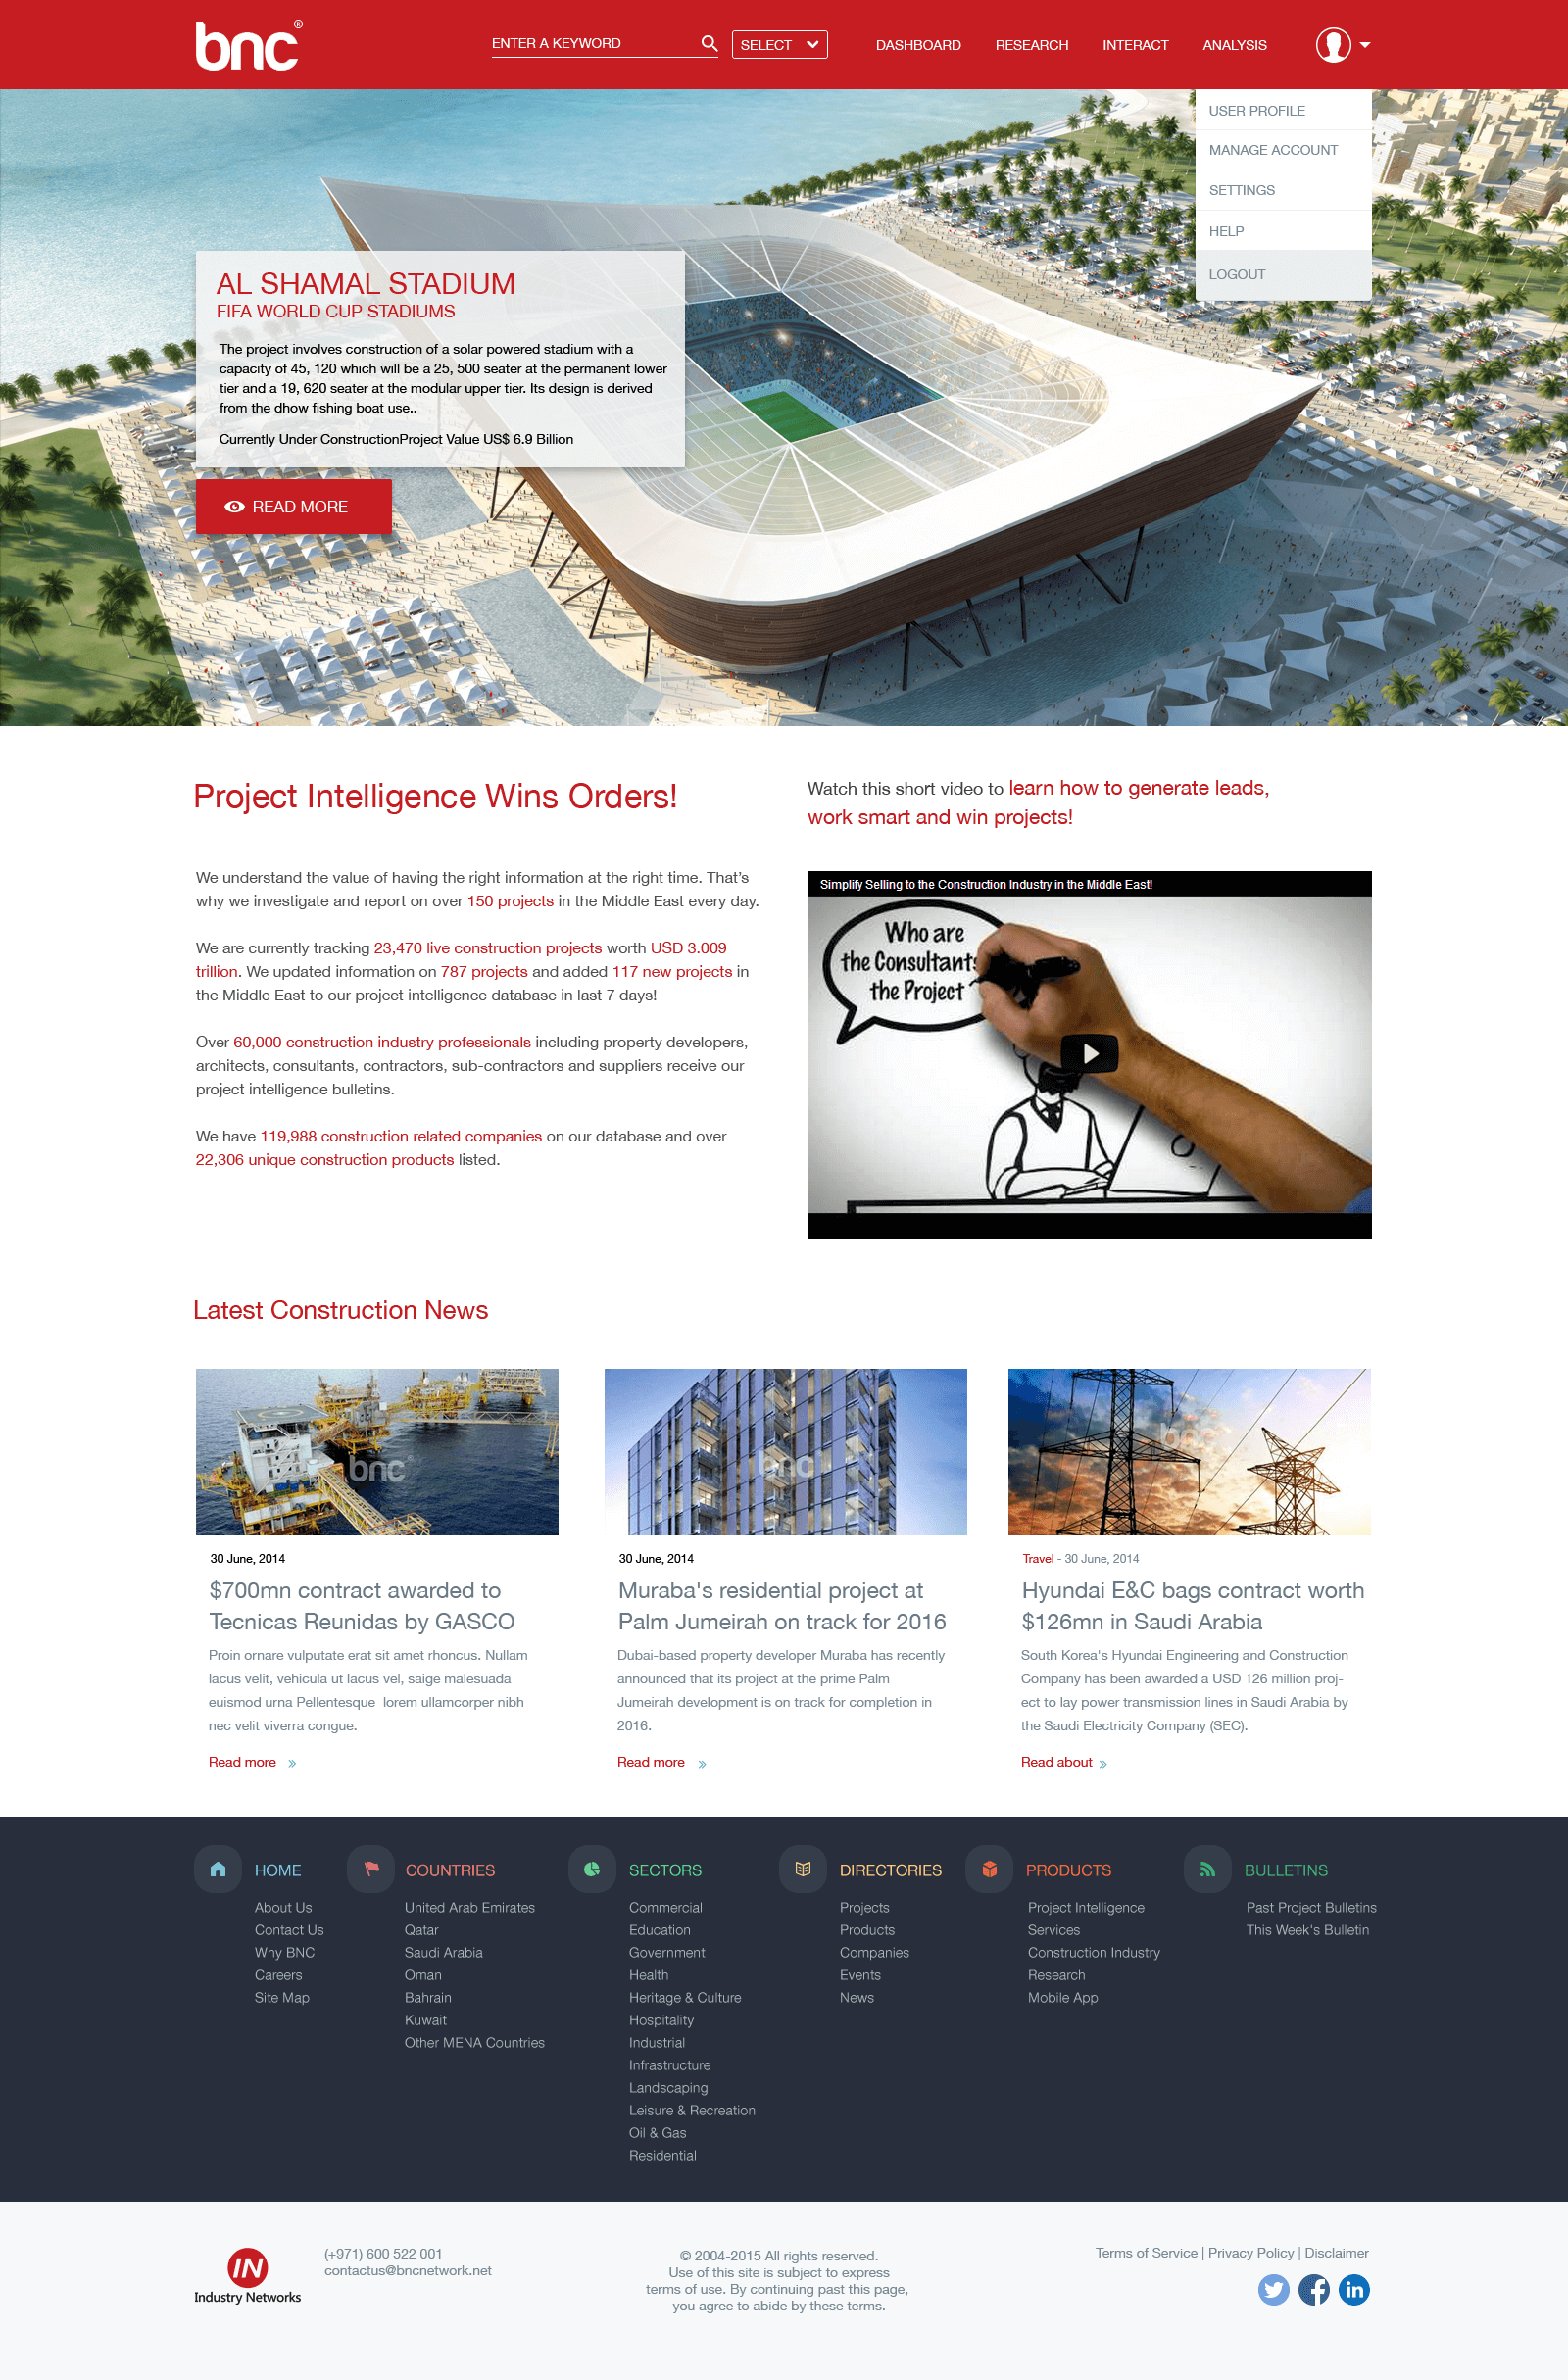 bnc®
ENTER A KEYWORD
SELECT
DASHBOARD
RESEARCH
INTERACT
ANALYSIS
USER PROFILE
MANAGE ACCOUNT
SETTINGS
HELP
LOGOUT
AL SHAMAL STADIUM
FIFA WORLD CUP STADIUMS
The project involves construction of a solar powered stadium with a
capacity of 45, 120 which will be a 25, 500 seater at the permanent lower
tier and a 19, 620 seater at the modular upper tier. Its design is derived
from the dhow fishing boat use..
Currently Under ConstructionProject Value US$ 6.9 Billion
READ MORE
Project Intelligence Wins Orders!
We understand the value of having the right information at the right time. That’s
why we investigate and report on over 150 projects in the Middle East every day.
We are currently tracking 23,470 live construction projects worth USD 3.009
trillion. We updated information on 787 projects and added 117 new projects in
the Middle East to our project intelligence database in last 7 days!
Over 60,000 construction industry professionals including property developers,
architects, consultants, contractors, sub-contractors and suppliers receive our
project intelligence bulletins.
We have 119,988 construction related companies on our database and over
22,306 unique construction products listed.
Watch this short video to learn how to generate leads,
work smart and win projects!
Simplify Selling to the Construction Industry in the Middle East!
Who are
the Consultants
the Project
Latest Construction News
bnc
30 June, 2014
$700mn contract awarded to
Tecnicas Reunidas by GASCO
Proin ornare vulputate erat sit amet rhoncus. Nullam
lacus velit, vehicula ut lacus vel, saige malesuada
euismod urna Pellentesque  lorem ullamcorper nibh
nec velit viverra congue.
Read more »
bnc
30 June, 2014
Muraba's residential project at
Palm Jumeirah on track for 2016
Dubai-based property developer Muraba has recently
announced that its project at the prime Palm
Jumeirah development is on track for completion in
2016.
Read more »
bnc
Travel - 30 June, 2014
Hyundai E&C bags contract worth
$126mn in Saudi Arabia
South Korea's Hyundai Engineering and Construction
Company has been awarded a USD 126 million proj-
ect to lay power transmission lines in Saudi Arabia by
the Saudi Electricity Company (SEC).
Read about »
HOME
About Us
Contact Us
Why BNC
Careers
Site Map
COUNTRIES
United Arab Emirates
Qatar
Saudi Arabia
Oman
Bahrain
Kuwait
Other MENA Countries
SECTORS
Commercial
Education
Government
Health
Heritage & Culture
Hospitality
Industrial
Infrastructure
Landscaping
Leisure & Recreation
Oil & Gas
Residential
DIRECTORIES
Projects
Products
Companies
Events
News
PRODUCTS
Project Intelligence
Services
Construction Industry
Research
Mobile App
BULLETINS
Past Project Bulletins
This Week's Bulletin
IN
Industry Networks
(+971) 600 522 001
contactus@bncnetwork.net
© 2004-2015 All rights reserved.
Use of this site is subject to express
terms of use. By continuing past this page,
you agree to abide by these terms.
Terms of Service | Privacy Policy | Disclaimer
f
in